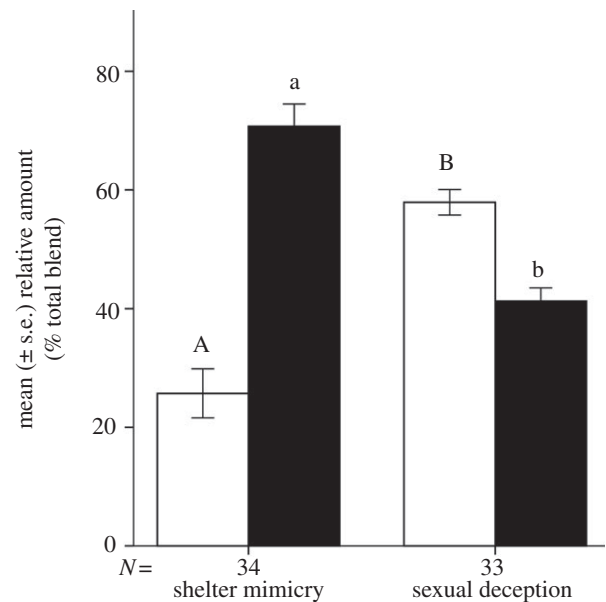 mean (± s.e.) relative amount
(% total blend)
80
60
40
20
0
A
a
B
b
N= 34 33
shelter mimicry sexual deception